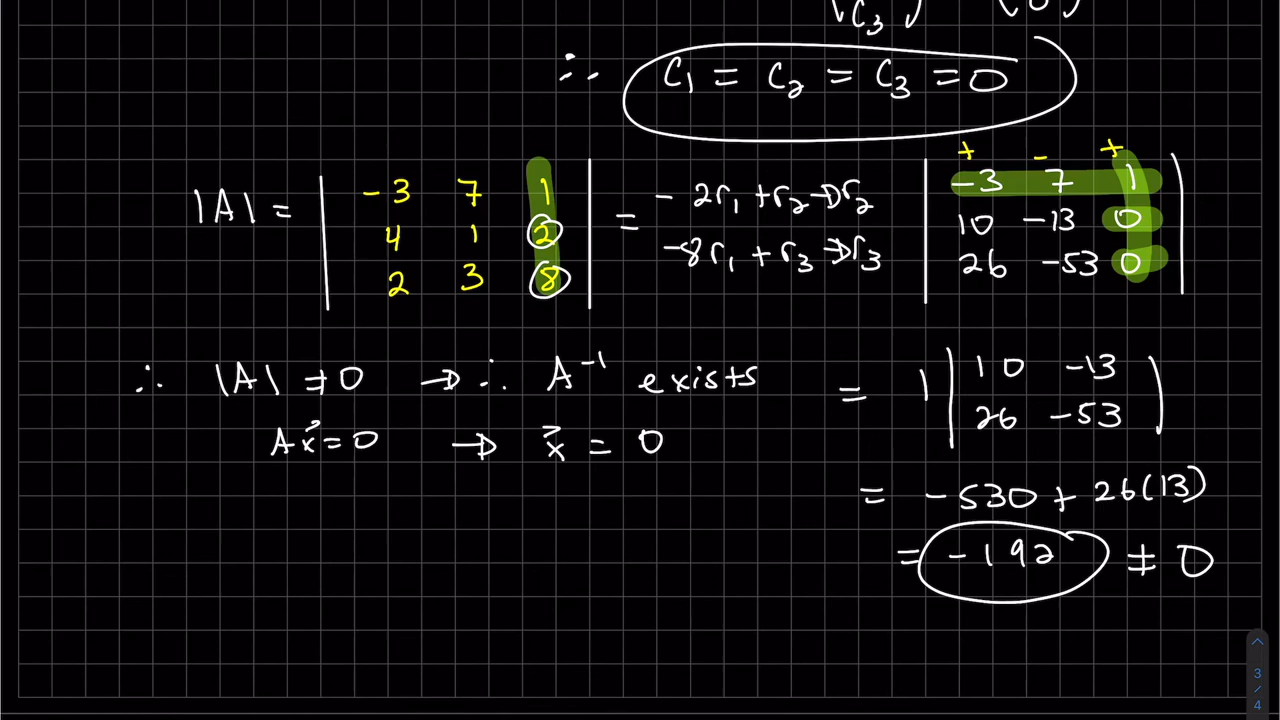 C₃ 0
∴ C₁ = C₂ = C₃ = 0
+ - +
|A| = | -3 7 1 | = -2r₁ + r₂ → r₂ | -3 7 1 |
| 4 1 2 | -8r₁ + r₃ → r₃ | 10 -13 0 |
| 2 3 8 | | 26 -53 0 |
∴ |A| ≠ 0 → ∴ A⁻¹ exists
Ax⃗ = 0 → x⃗ = 0
= 1 | 10 -13 |
| 26 -53 |
= -530 + 26(13)
= -192 ≠ 0
3
/
4